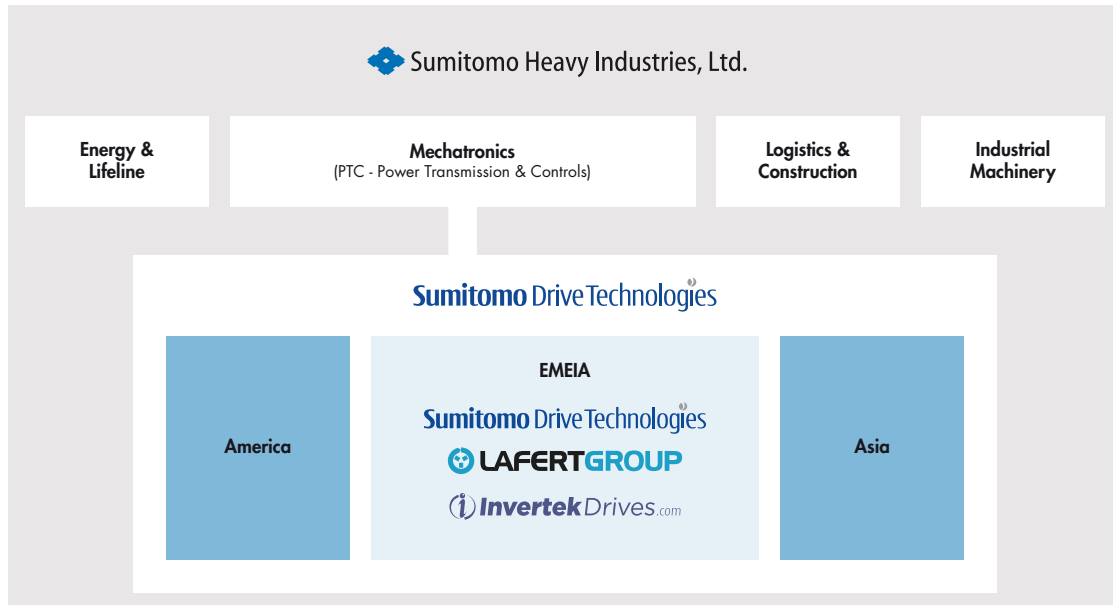 Sumitomo Heavy Industries, Ltd.
Energy &
Lifeline
Mechatronics
(PTC - Power Transmission & Controls)
Logistics &
Construction
Industrial
Machinery
Sumitomo Drive Technologies
America
EMEIA
Sumitomo Drive Technologies
LAFERTGROUP
i InvertekDrives.com
Asia